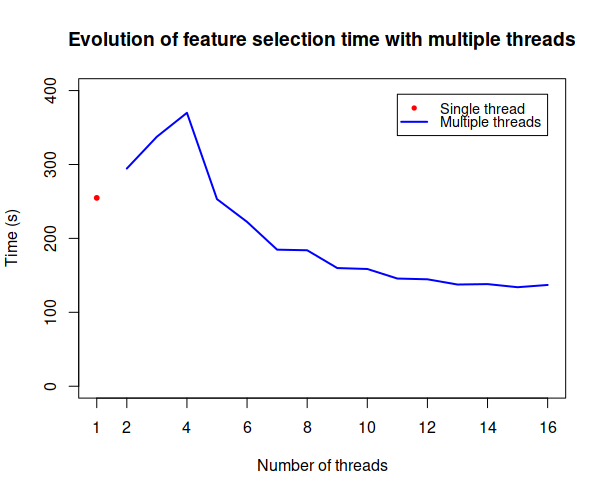 Evolution of feature selection time with multiple threads
Single thread
Multiple threads
400
300
200
100
0
Time (s)
1 2 4 6 8 10 12 14 16
Number of threads